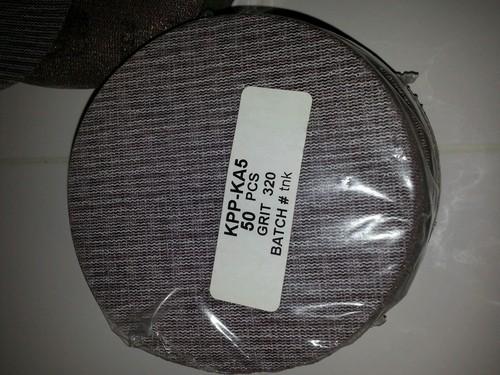 KPP-KA5
50 PCS
GRIT 320
BATCH # tnk